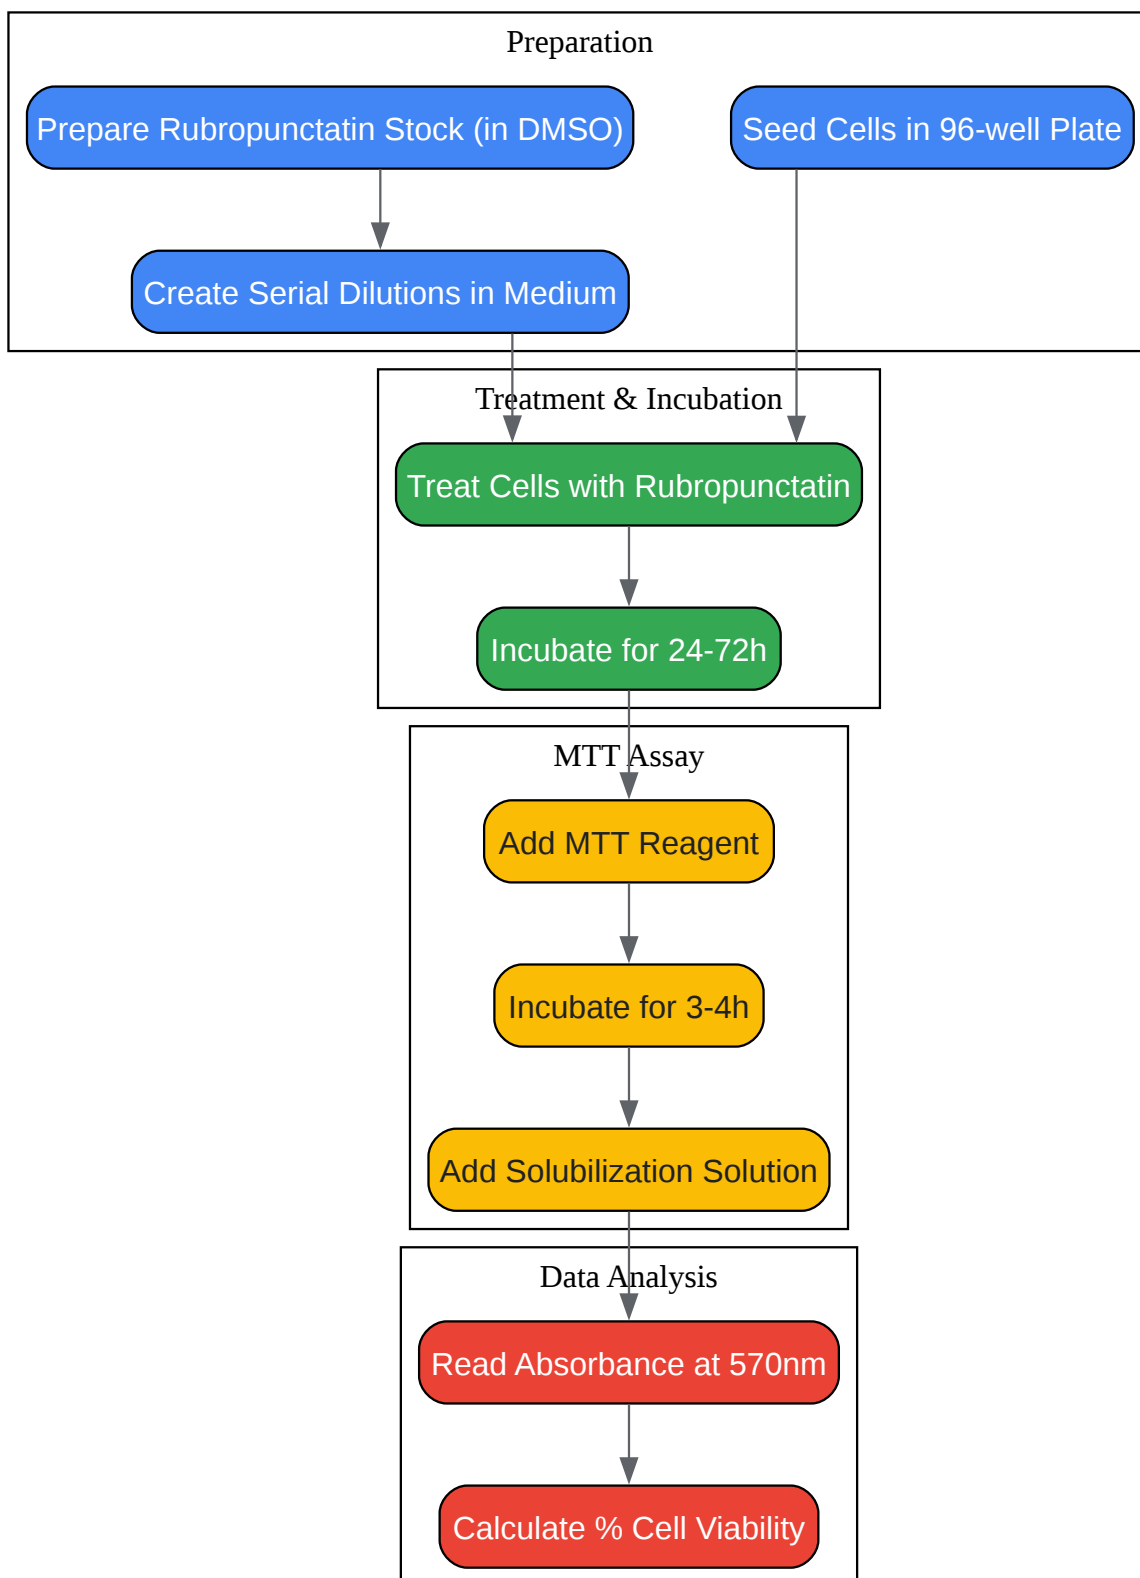 Preparation
Prepare Rubropunctatin Stock (in DMSO)
Seed Cells in 96-well Plate
Create Serial Dilutions in Medium
Treatment & Incubation
Treat Cells with Rubropunctatin
Incubate for 24-72h
MTT Assay
Add MTT Reagent
Incubate for 3-4h
Add Solubilization Solution
Data Analysis
Read Absorbance at 570nm
Calculate % Cell Viability